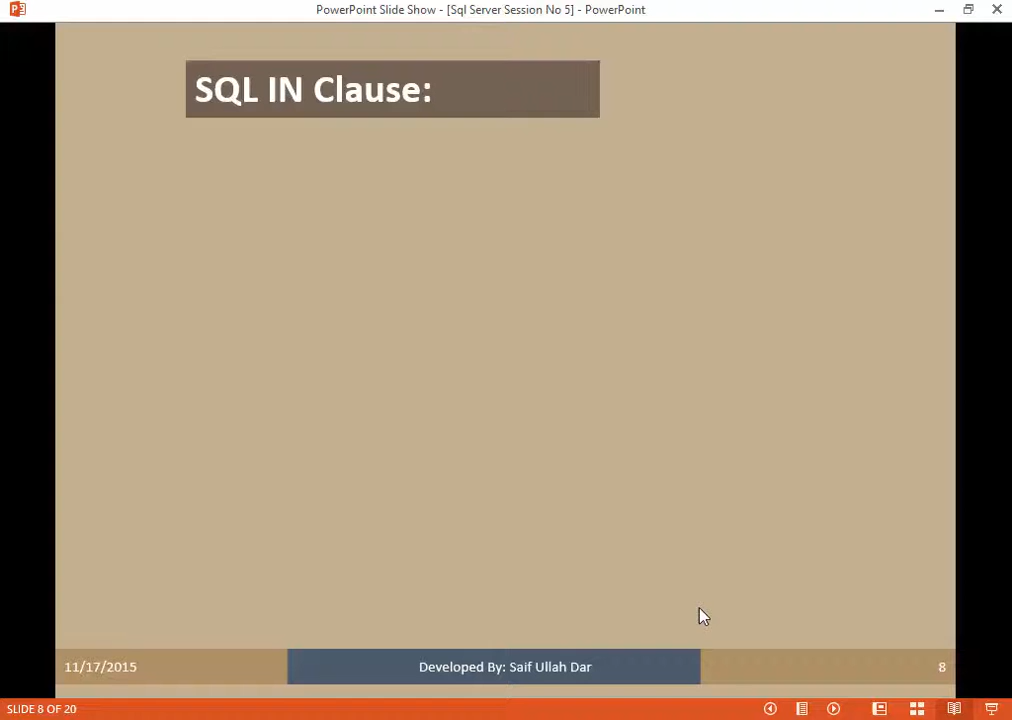 PowerPoint Slide Show - [Sql Server Session No 5] - PowerPoint
SQL IN Clause:
11/17/2015
Developed By: Saif Ullah Dar
8
SLIDE 8 OF 20